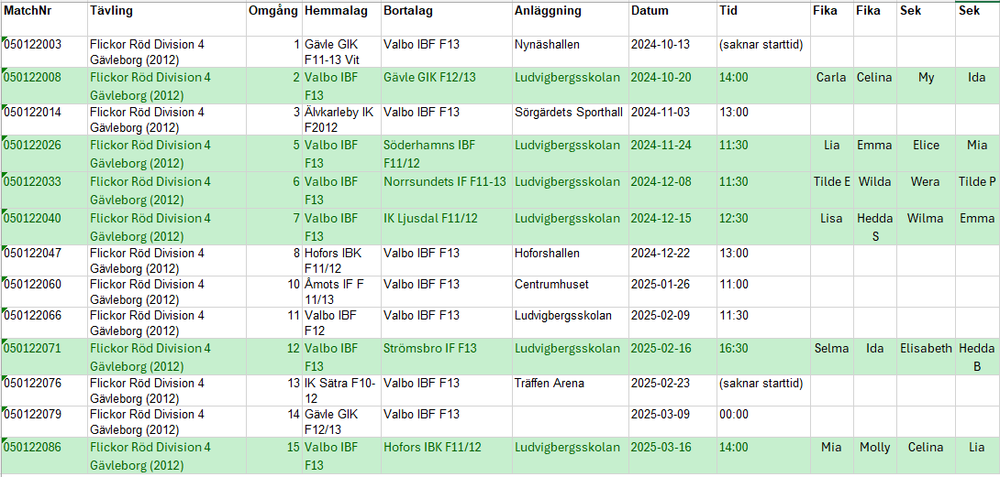 MatchNr Tävling Omgång Hemmalag Bortalag Anläggning Datum Tid Fika Fika Sek Sek
050122003 Flickor Röd Division 4 1 Gävle GIK Valbo IBF F13 Nynäshallen 2024-10-13 (saknar starttid)
Gävleborg (2012) F11-13 Vit
050122008 Flickor Röd Division 4 2 Valbo IBF Gävle GIK F12/13 Ludvigbergsskolan 2024-10-20 14:00 Carla Celina My Ida
Gävleborg (2012) F13
050122014 Flickor Röd Division 4 3 Älvkarleby IK Valbo IBF F13 Sörgärdets Sporthall 2024-11-03 13:00
Gävleborg (2012) F2012
050122026 Flickor Röd Division 4 5 Valbo IBF Söderhamns IBF Ludvigbergsskolan 2024-11-24 11:30 Lia Emma Elice Mia
Gävleborg (2012) F13 F11/12
050122033 Flickor Röd Division 4 6 Valbo IBF Norrsundets IF F11-13 Ludvigbergsskolan 2024-12-08 11:30 Tilde E Wilda Wera Tilde P
Gävleborg (2012) F13
050122040 Flickor Röd Division 4 7 Valbo IBF IK Ljusdal F11/12 Ludvigbergsskolan 2024-12-15 12:30 Lisa Hedda Wilma Emma
Gävleborg (2012) F13 S
050122047 Flickor Röd Division 4 8 Hofors IBK Valbo IBF F13 Hoforshallen 2024-12-22 13:00
Gävleborg (2012) F11/12
050122060 Flickor Röd Division 4 10 Åmots IF F Valbo IBF F13 Centrumhuset 2025-01-26 11:00
Gävleborg (2012) 11/13
050122066 Flickor Röd Division 4 11 Valbo IBF Valbo IBF F13 Ludvigbergsskolan 2025-02-09 11:30
Gävleborg (2012) F12
050122071 Flickor Röd Division 4 12 Valbo IBF Strömsbro IF F13 Ludvigbergsskolan 2025-02-16 16:30 Selma Ida Elisabeth Hedda
Gävleborg (2012) F13 B
050122076 Flickor Röd Division 4 13 IK Sätra F10- Valbo IBF F13 Träffen Arena 2025-02-23 (saknar starttid)
Gävleborg (2012) 12
050122079 Flickor Röd Division 4 14 Gävle GIK Valbo IBF F13 2025-03-09 00:00
Gävleborg (2012) F12/13
050122086 Flickor Röd Division 4 15 Valbo IBF Hofors IBK F11/12 Ludvigbergsskolan 2025-03-16 14:00 Mia Molly Celina Lia
Gävleborg (2012) F13